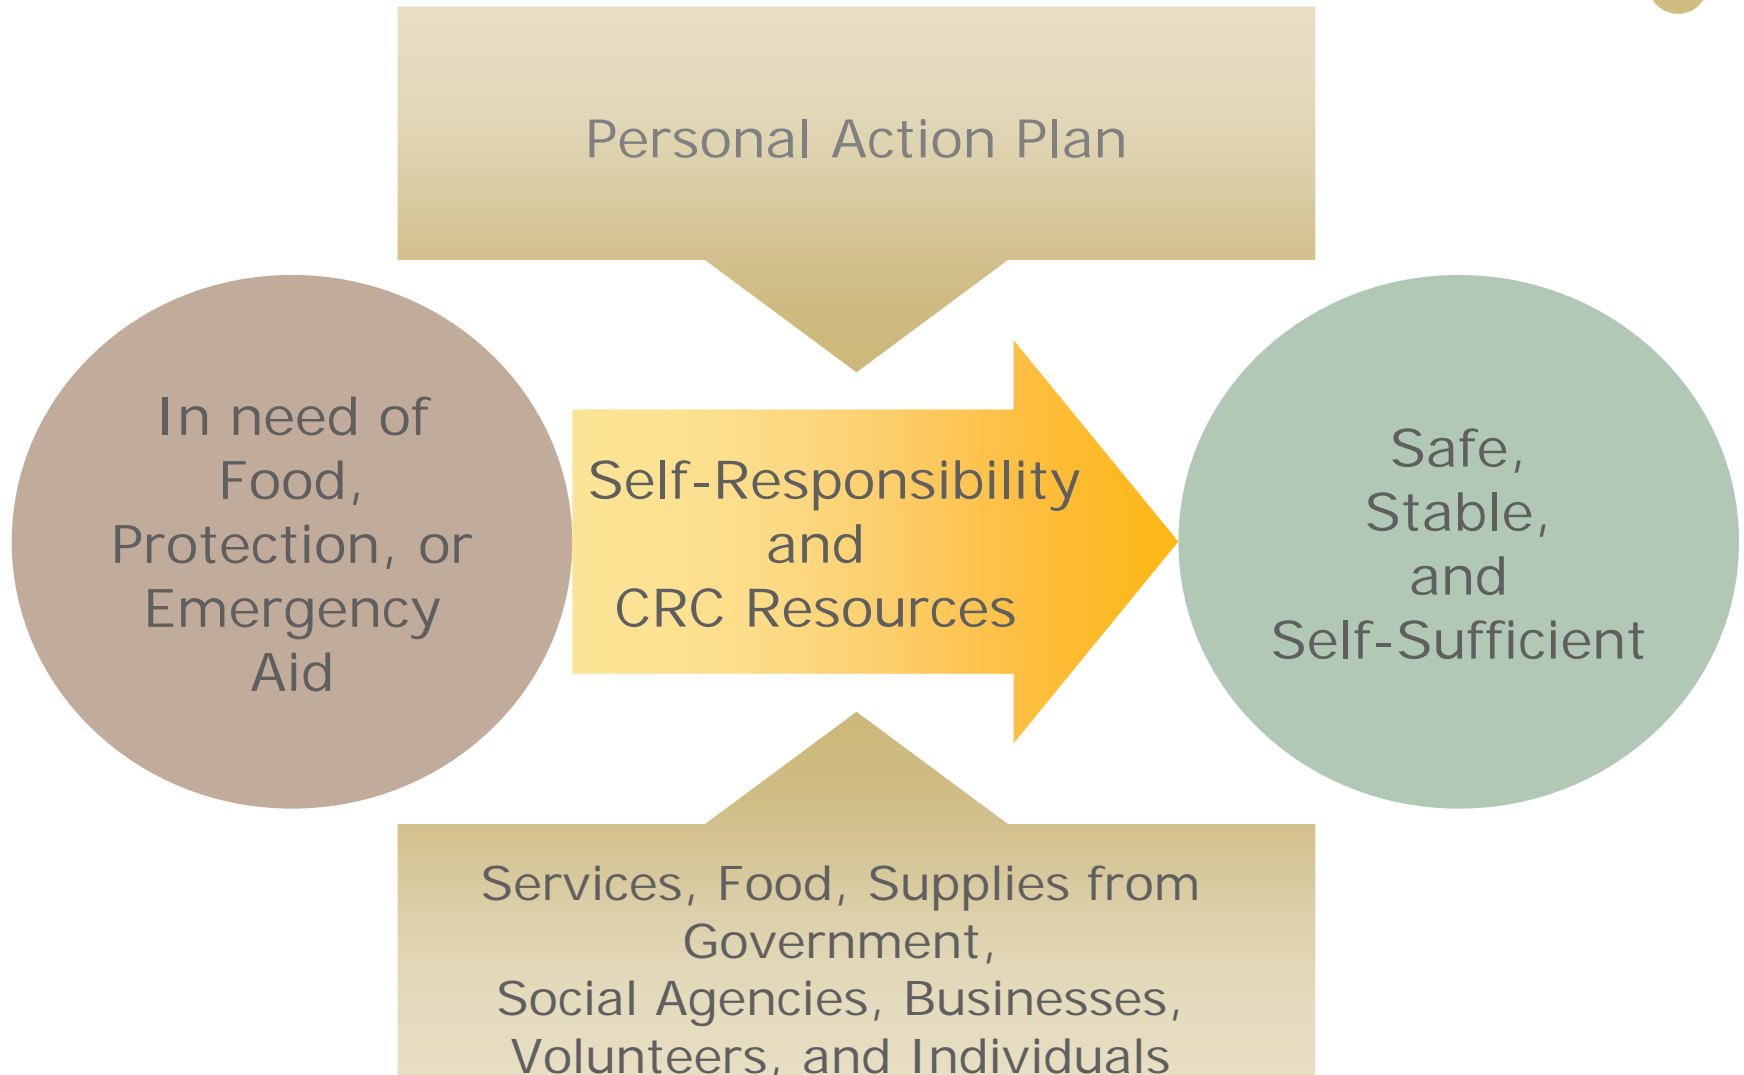 Personal Action Plan
In need of
Food,
Protection, or
Emergency
Aid
Self-Responsibility
and
CRC Resources
Safe,
Stable,
and
Self-Sufficient
Services, Food, Supplies from
Government,
Social Agencies, Businesses,
Volunteers, and Individuals